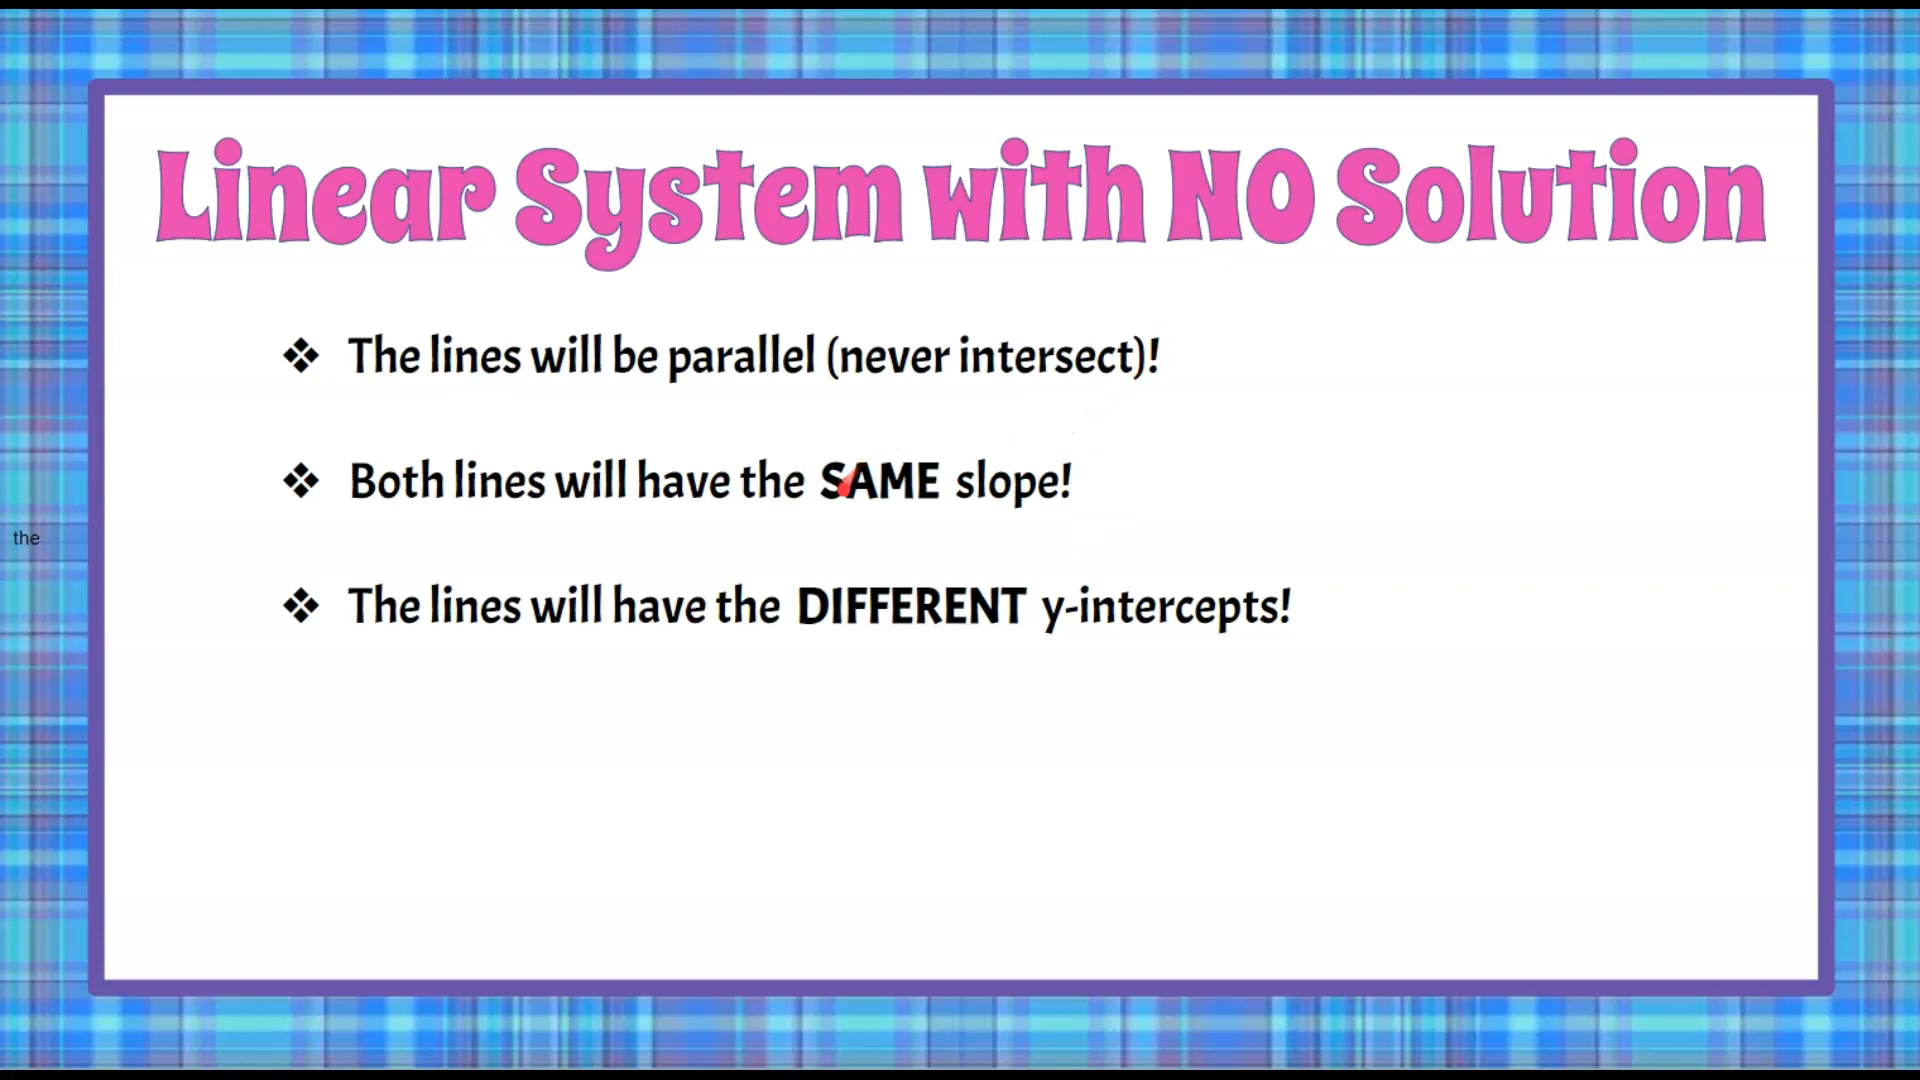 Linear System with NO Solution
❖ The lines will be parallel (never intersect)!
❖ Both lines will have the SAME slope!
the
❖ The lines will have the DIFFERENT y-intercepts!